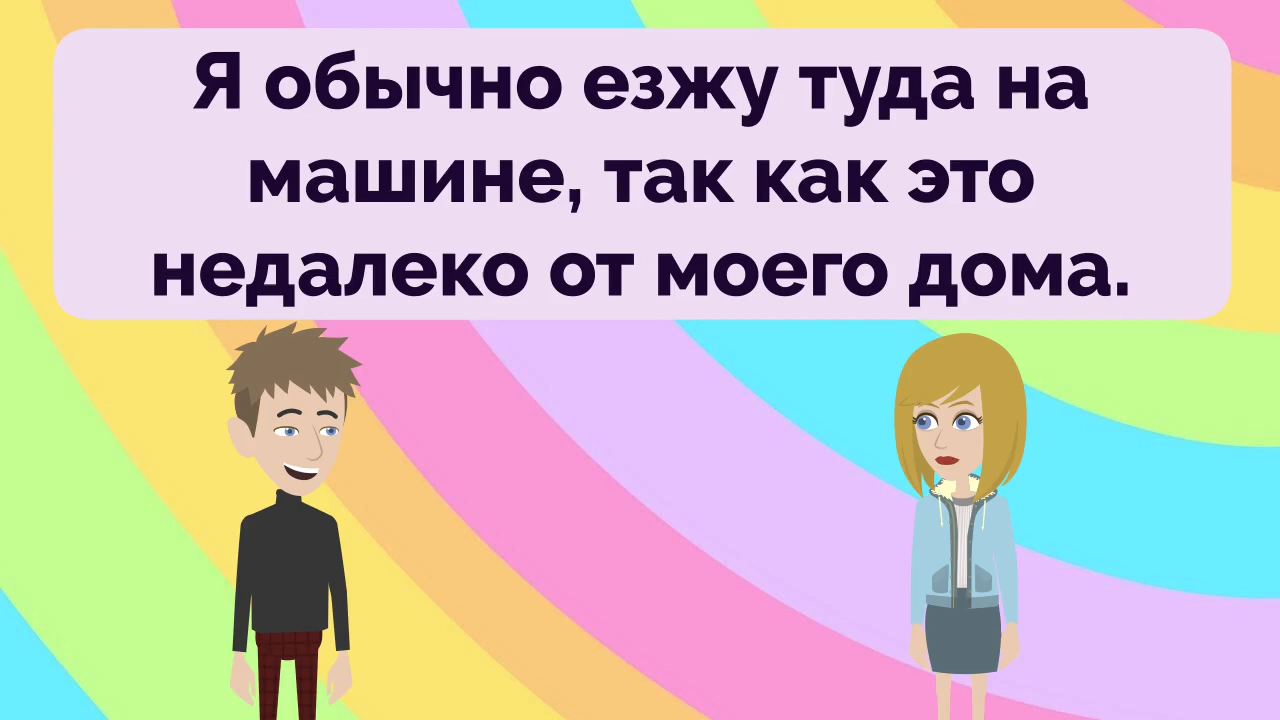 Я обычно езжу туда на
машине, так как это
недалеко от моего дома.